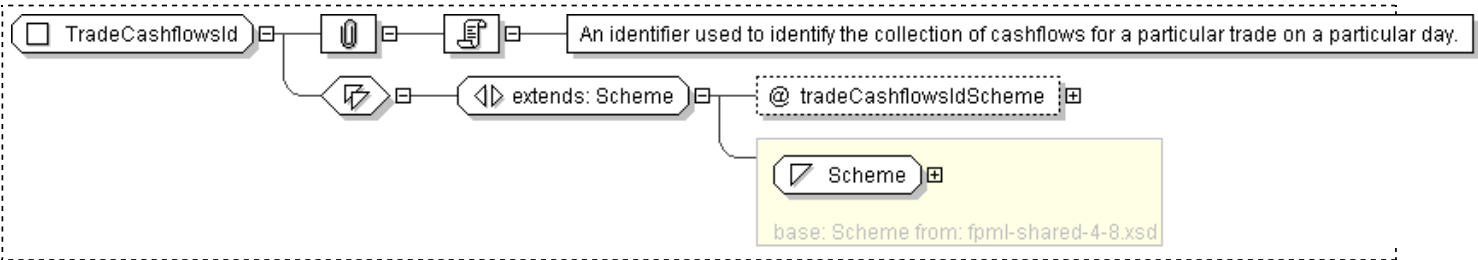 TradeCashflowsId
An identifier used to identify the collection of cashflows for a particular trade on a particular day.
extends: Scheme
@ tradeCashflowsIdScheme
Scheme
base: Scheme from: fpml-shared-4-8.xsd